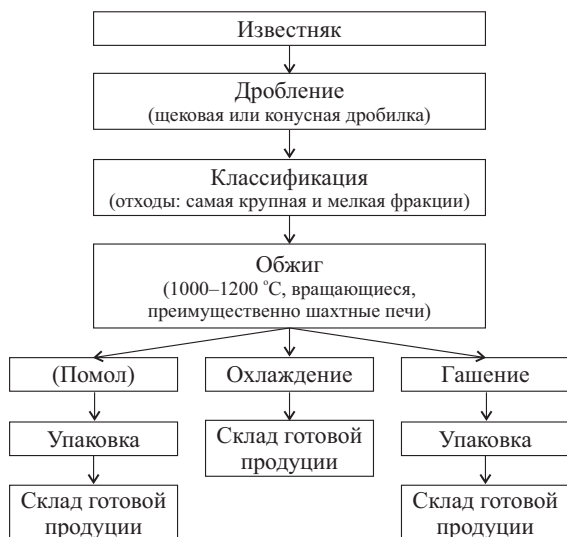 Известняк
Дробление
(щековая или конусная дробилка)
Классификация
(отходы: самая крупная и мелкая фракции)
Обжиг
(1000–1200 °С, вращающиеся,
преимущественно шахтные печи)
(Помол)
Охлаждение
Гашение
Упаковка
Склад готовой
продуции
Упаковка
Склад готовой
продуции
Склад готовой
продуции